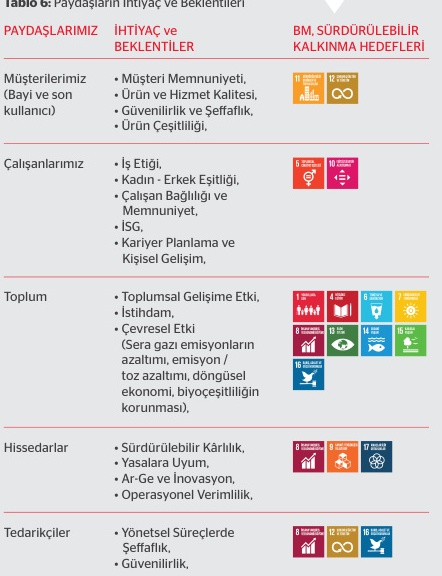 Tablo 6: Paydaşların İhtiyaç ve Beklentileri
PAYDAŞLARIMIZ
İHTİYAÇ ve
BEKLENTİLER
BM, SÜRDÜRÜLEBİLİR
KALKINMA HEDEFLERİ
Müşterilerimiz
(Bayi ve son
kullanıcı)
• Müşteri Memnuniyeti,
• Ürün ve Hizmet Kalitesi,
• Güvenilirlik ve Şeffaflık,
• Ürün Çeşitliliği,
11
12
Çalışanlarımız
• İş Etiği,
• Kadın - Erkek Eşitliği,
• Çalışan Bağlılığı ve
Memnuniyet,
• İSG,
• Kariyer Planlama ve
Kişisel Gelişim,
5
10
Toplum
• Toplumsal Gelişime Etki,
• İstihdam,
• Çevresel Etki
(Sera gazı emisyonların
azaltımı, emisyon /
toz azaltımı, döngüsel
ekonomi, biyoçeşitliliğin
korunması),
1 4 6 7
8 13 14 15
16
Hissedarlar
• Sürdürülebilir Kârlılık,
• Yasalara Uyum,
• Ar-Ge ve İnovasyon,
• Operasyonel Verimlilik,
8 9 17
Tedarikçiler
• Yönetsel Süreçlerde
Şeffaflık,
• Güvenilirlik,
8 12 16